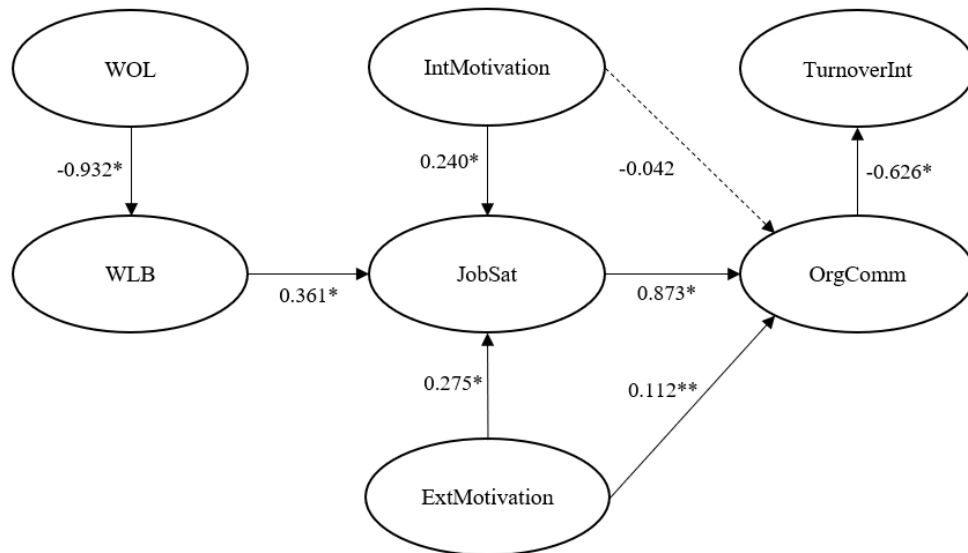 WOL
IntMotivation
TurnoverInt
-0.932*
0.240*
-0.042
-0.626*
WLB
JobSat
OrgComm
0.361*
0.873*
0.275*
0.112**
ExtMotivation